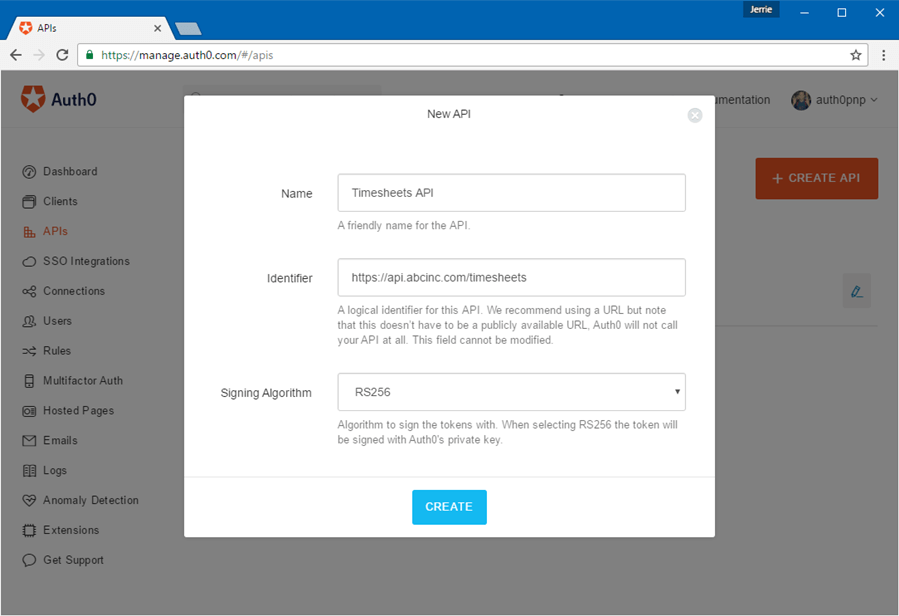 Jerrie
APIs
https://manage.auth0.com/#/apis
Auth0
auth0pnp
New API
Dashboard
Clients
APIs
SSO Integrations
Connections
Users
Rules
Multifactor Auth
Hosted Pages
Emails
Logs
Anomaly Detection
Extensions
Get Support
+ CREATE API
Name
Timesheets API
A friendly name for the API.
Identifier
https://api.abcinc.com/timesheets
A logical identifier for this API. We recommend using a URL but note
that this doesn't have to be a publicly available URL, Auth0 will not call
your API at all. This field cannot be modified.
Signing Algorithm
RS256
Algorithm to sign the tokens with. When selecting RS256 the token will
be signed with Auth0's private key.
CREATE